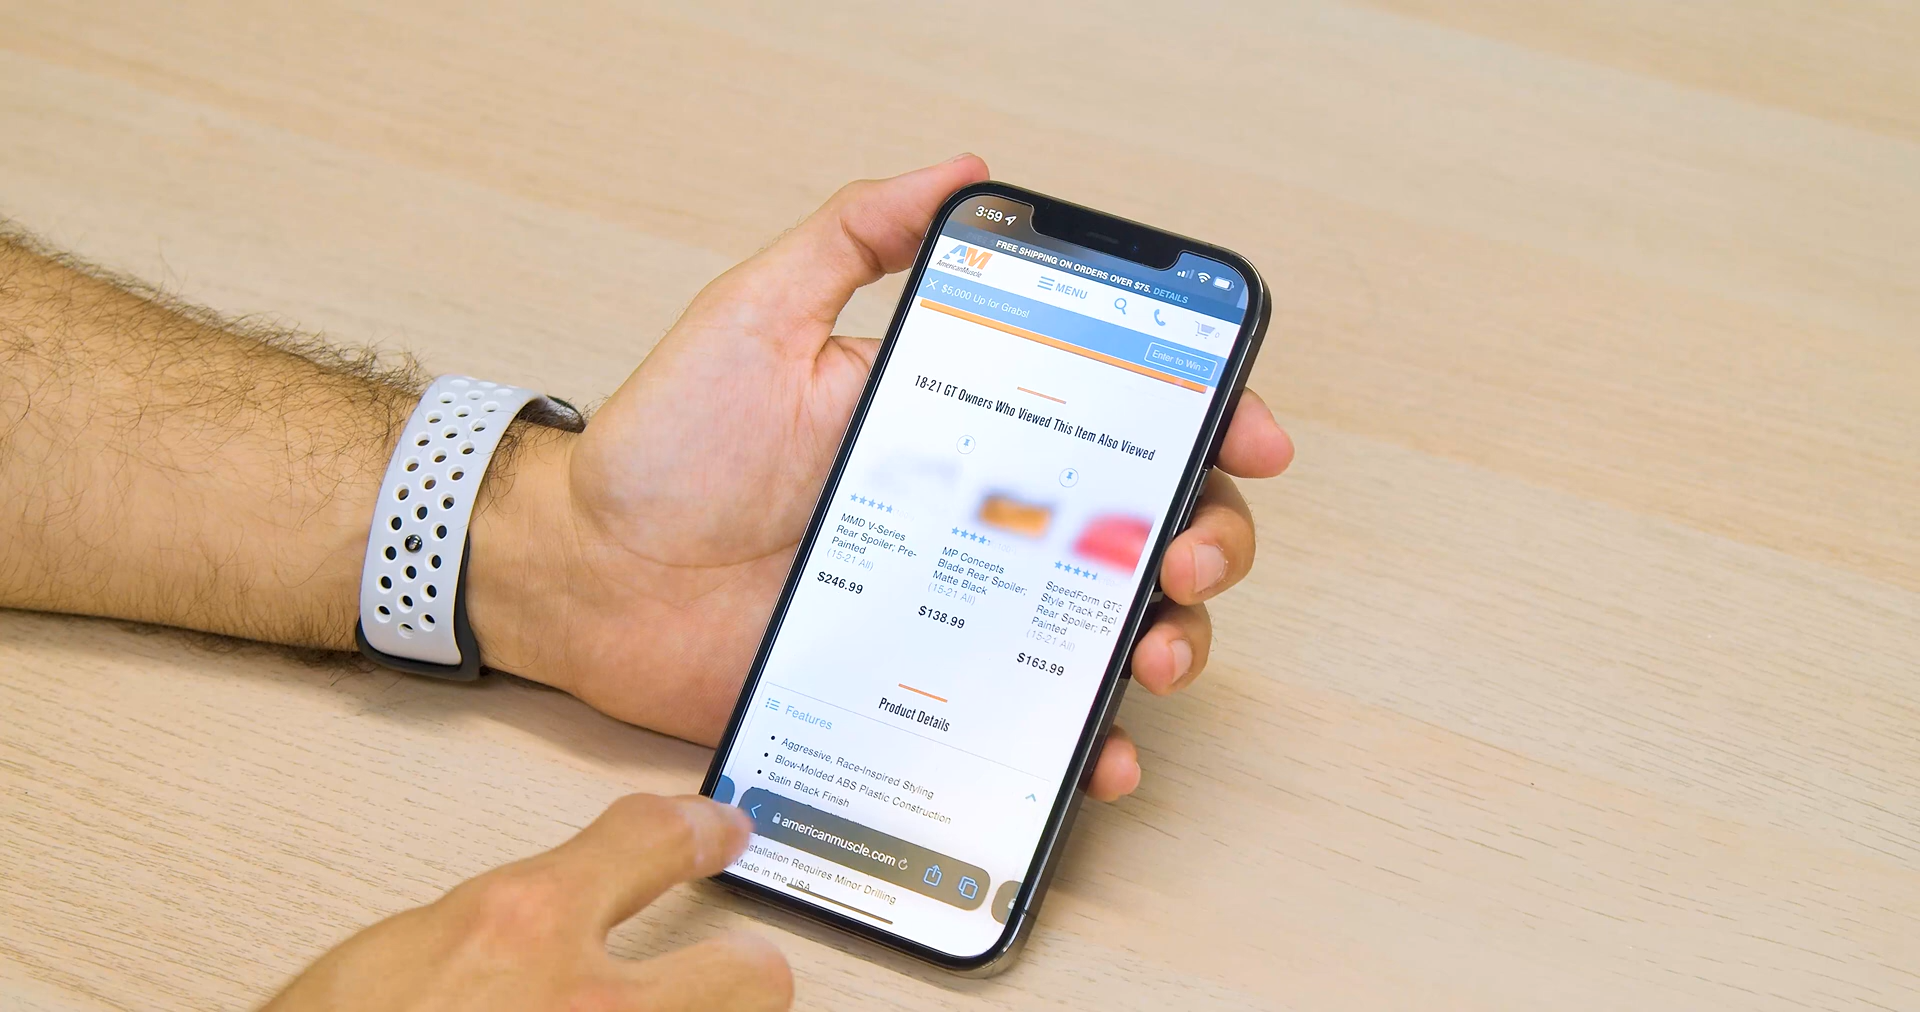 3:59
FREE SHIPPING ON ORDERS OVER $75. DETAILS
AM
AmericanMuscle
MENU
0
$5,000 Up for Grabs!
Enter to Win >
18-21 GT Owners Who Viewed This Item Also Viewed
MMD V-Series
Rear Spoiler; Pre-
Painted
(15-21 All)
$246.99
MP Concepts
Blade Rear Spoiler;
Matte Black
(15-21 All)
$138.99
SpeedForm
Style Track
Rear Spoiler;
Painted
(15-21 All)
$163.99
Product Details
Features
Aggressive, Race-Inspired Styling
Blow-Molded ABS Plastic Construction
Satin Black Finish
americanmuscle.com
Requires Minor Drilling
Made in the USA